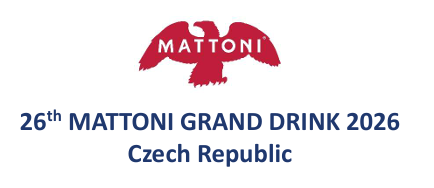 MATTONI
26th MATTONI GRAND DRINK 2026
Czech Republic